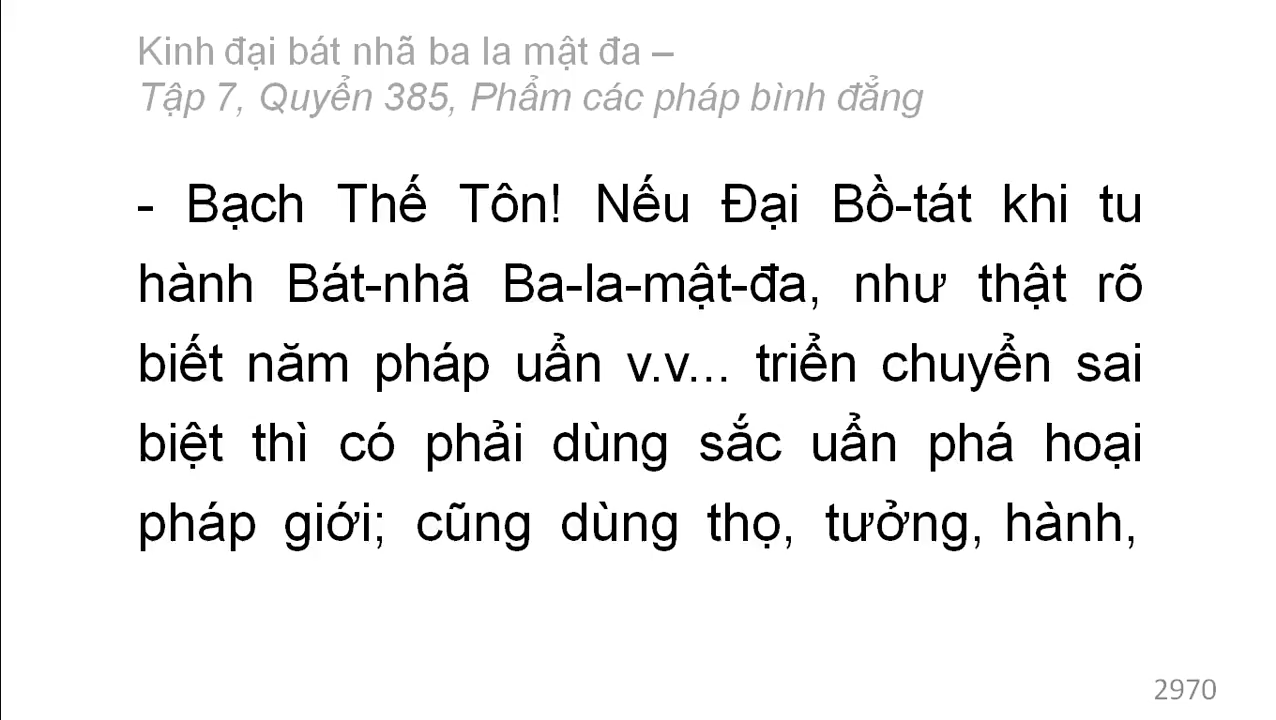 Kinh đại bát nhã ba la mật đa –
Tập 7, Quyển 385, Phẩm các pháp bình đẳng
- Bạch Thế Tôn! Nếu Đại Bồ-tát khi tu
hành Bát-nhã Ba-la-mật-đa, như thật rõ
biết năm pháp uẩn v.v... triển chuyển sai
biệt thì có phải dùng sắc uẩn phá hoại
pháp giới; cũng dùng thọ, tưởng, hành,
2970